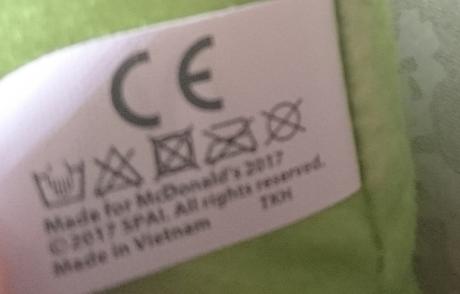 CE
Made for McDonald's 2017
©2017 SPAI. All rights reserved.
Made in Vietnam TKH